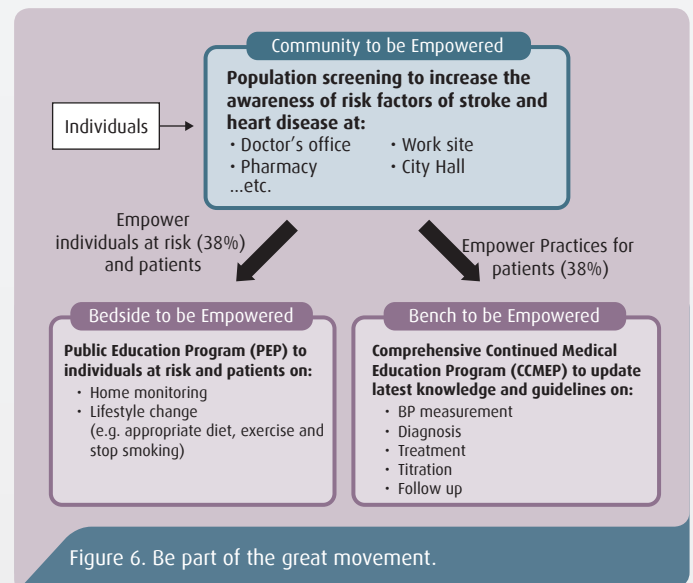 Community to be Empowered
Population screening to increase the
awareness of risk factors of stroke and
heart disease at:
· Doctor's office · Work site
· Pharmacy · City Hall
...etc.
Individuals
Empower
individuals at risk (38%)
and patients
Empower Practices for
patients (38%)
Bedside to be Empowered
Public Education Program (PEP) to
individuals at risk and patients on:
· Home monitoring
· Lifestyle change
(e.g. appropriate diet, exercise and
stop smoking)
Bench to be Empowered
Comprehensive Continued Medical
Education Program (CCMEP) to update
latest knowledge and guidelines on:
· BP measurement
· Diagnosis
· Treatment
· Titration
· Follow up
Figure 6. Be part of the great movement.